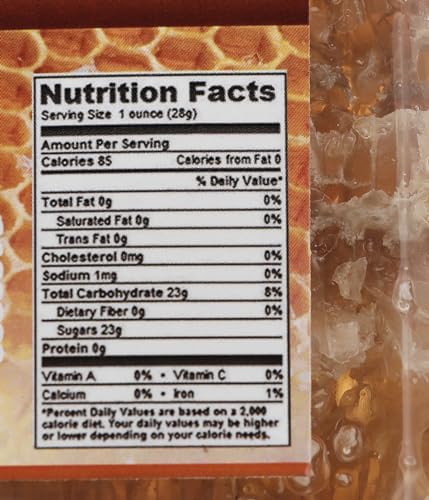 Nutrition Facts
Serving Size 1 ounce (28g)
Amount Per Serving
Calories 85 Calories from Fat 0
% Daily Value*
Total Fat 0g 0%
Saturated Fat 0g 0%
Trans Fat 0g
Cholesterol 0mg 0%
Sodium 1mg 0%
Total Carbohydrate 23g 8%
Dietary Fiber 0g 0%
Sugars 23g
Protein 0g
Vitamin A 0% • Vitamin C 0%
Calcium 0% • Iron 1%
*Percent Daily Values are based on a 2,000
calorie diet. Your daily values may be higher
or lower depending on your calorie needs.